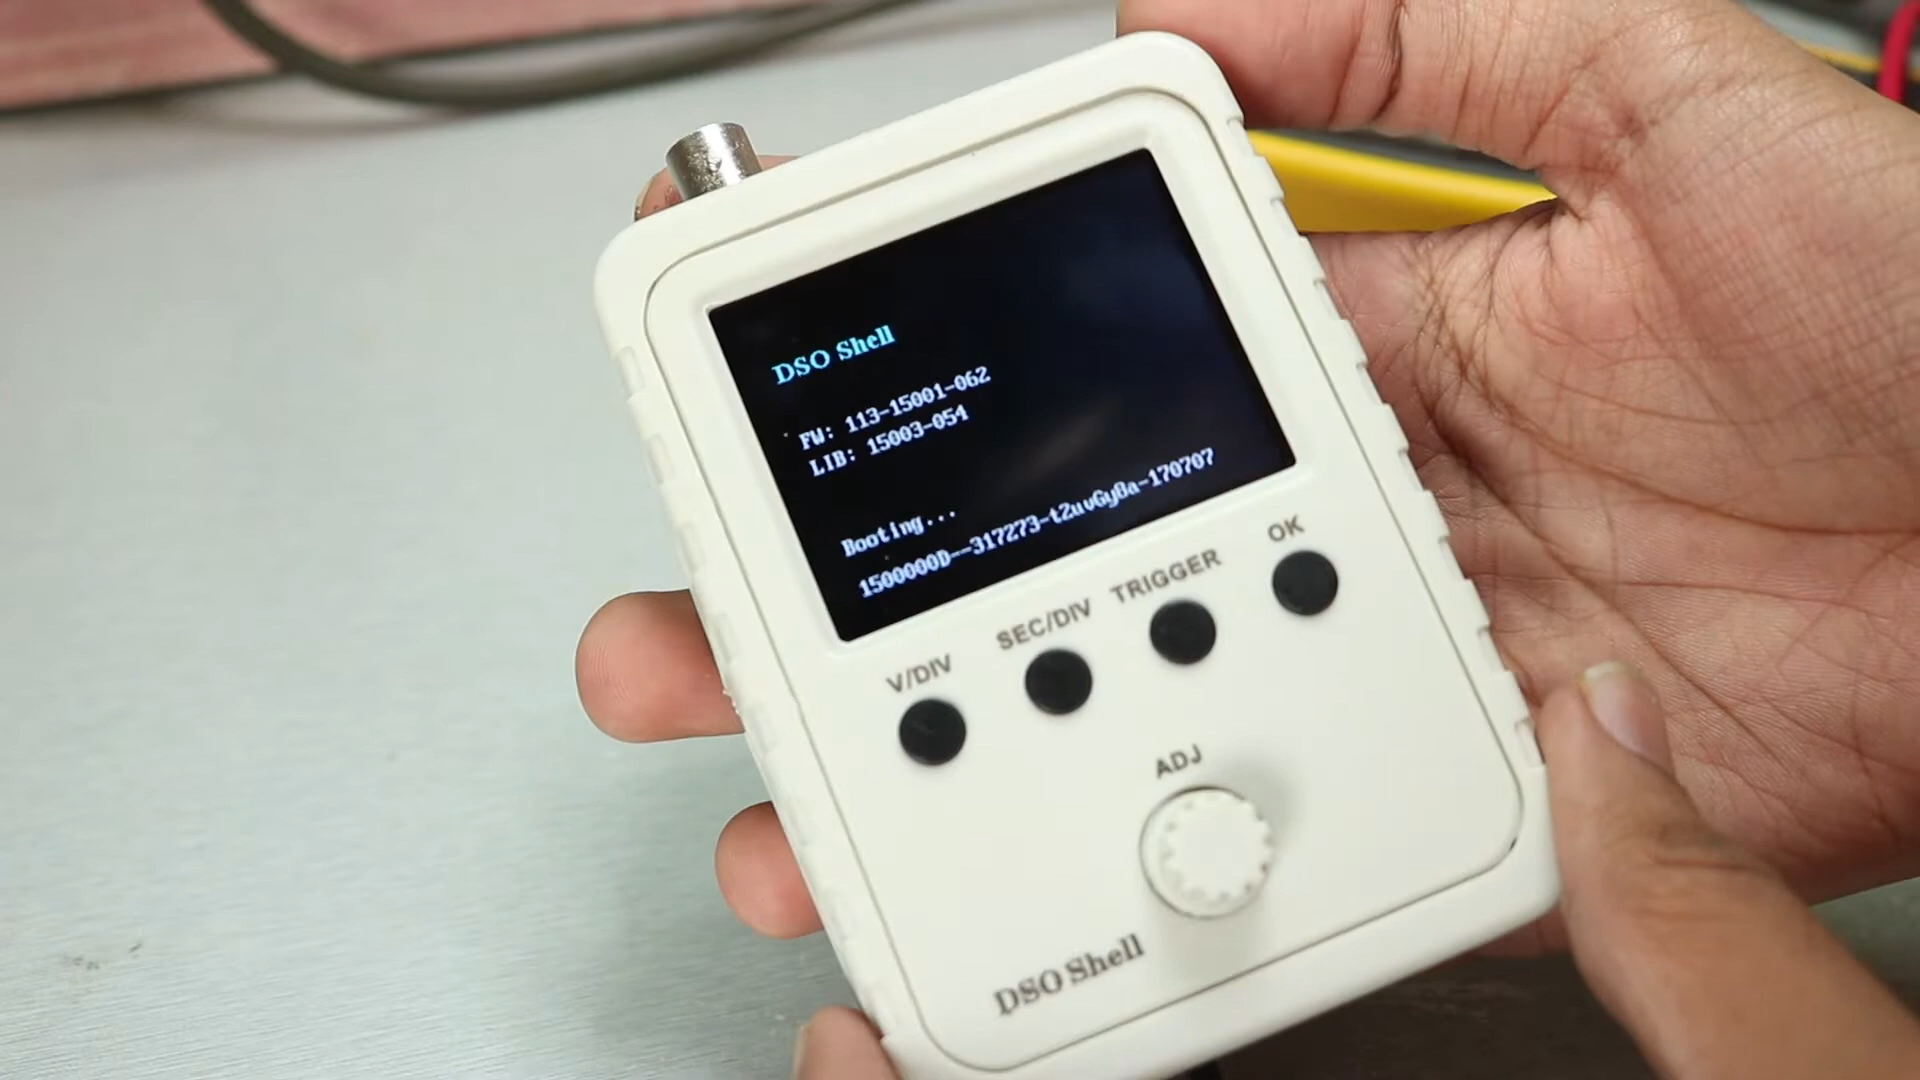 DSO Shell
FW: 113-15001-062
LIB: 15003-054
Booting...
1500000D--317273-t2uvGy8a-170707
V/DIV
SEC/DIV
TRIGGER
OK
ADJ
DSO Shell